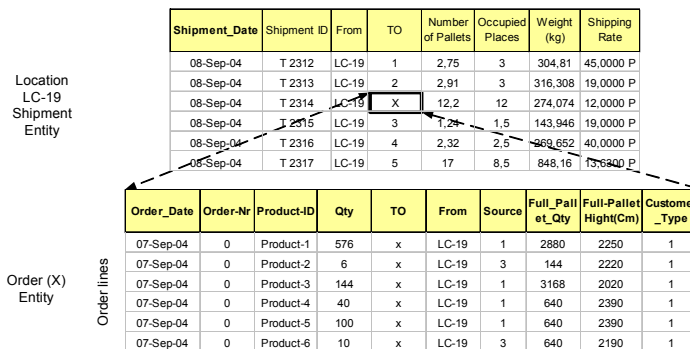 Shipment_Date Shipment ID From TO Number of Pallets Occupied Places Weight (kg) Shipping Rate
08-Sep-04 T 2312 LC-19 1 2,75 3 304,81 45,0000 P
08-Sep-04 T 2313 LC-19 2 2,91 3 316,308 19,0000 P
08-Sep-04 T 2314 LC-19 X 12,2 12 274,074 12,0000 P
08-Sep-04 T 2315 LC-19 3 1,24 1,5 143,946 19,0000 P
08-Sep-04 T 2316 LC-19 4 2,32 2,5 269,652 40,0000 P
08-Sep-04 T 2317 LC-19 5 17 8,5 848,16 13,6300 P
Location
LC-19
Shipment
Entity
Order_Date Order-Nr Product-ID Qty TO From Source Full_Pall et_Qty Full-Pallet Hight(Cm) Custome _Type
07-Sep-04 0 Product-1 576 x LC-19 1 2880 2250 1
07-Sep-04 0 Product-2 6 x LC-19 3 144 2220 1
07-Sep-04 0 Product-3 144 x LC-19 1 3168 2020 1
07-Sep-04 0 Product-4 40 x LC-19 1 640 2390 1
07-Sep-04 0 Product-5 100 x LC-19 1 640 2390 1
07-Sep-04 0 Product-6 10 x LC-19 3 640 2190 1
Order (X)
Entity
Order lines